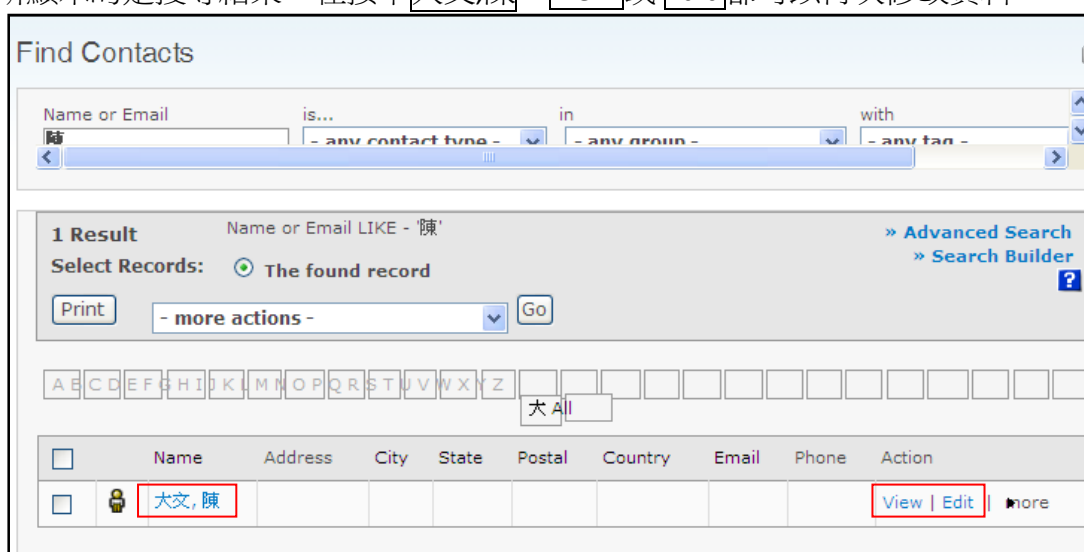 Find Contacts
Name or Email is... in with
陳 - any contact type - - any group - - any tag -
1 Result Name or Email LIKE - '陳'
» Advanced Search
Select Records: The found record
» Search Builder
?
Print - more actions - Go
A B C D E F G H I J K L M N O P Q R S T U V W X Y Z
大 All
Name Address City State Postal Country Email Phone Action
大文, 陳 View | Edit | more